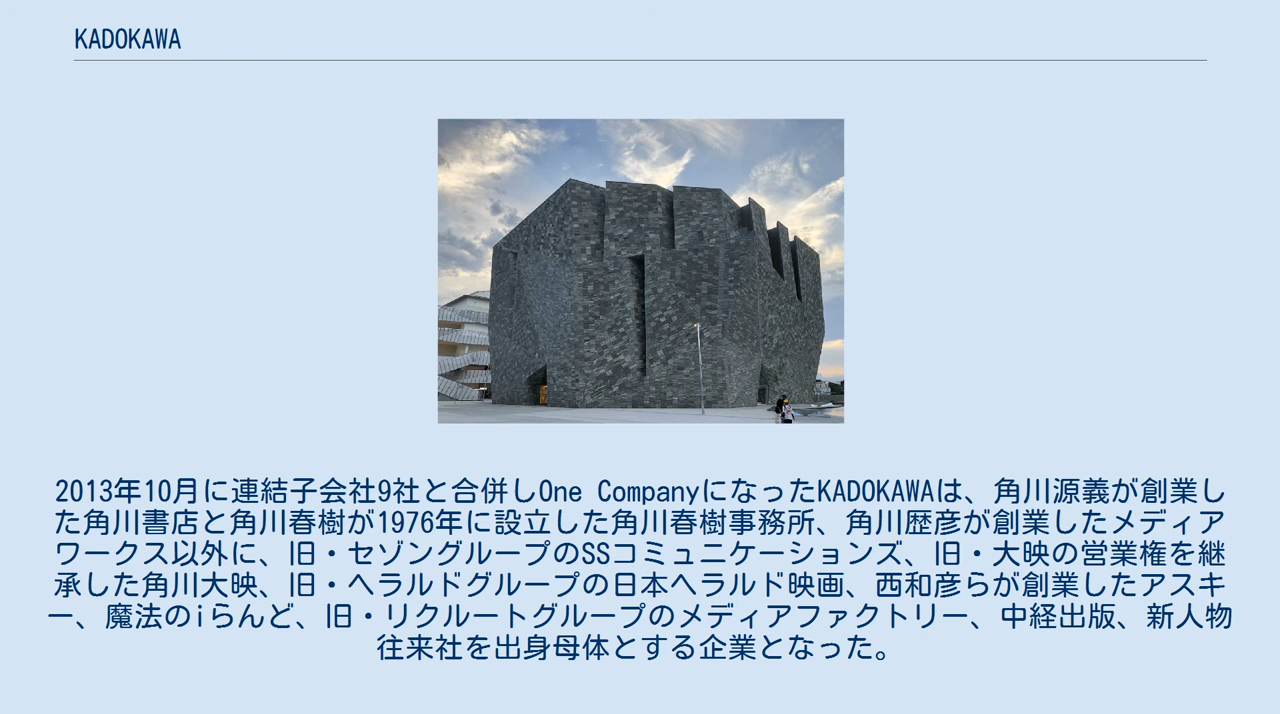 KADOKAWA
2013年10月に連結子会社9社と合併しOne CompanyになったKADOKAWAは、角川源義が創業し
た角川書店と角川春樹が1976年に設立した角川春樹事務所、角川歴彦が創業したメディア
ワークス以外に、旧・セゾングループのSSコミュニケーションズ、旧・大映の営業権を継
承した角川大映、旧・ヘラルドグループの日本ヘラルド映画、西和彦らが創業したアスキ
ー、魔法のiらんど、旧・リクルートグループのメディアファクトリー、中経出版、新人物
往来社を出身母体とする企業となった。